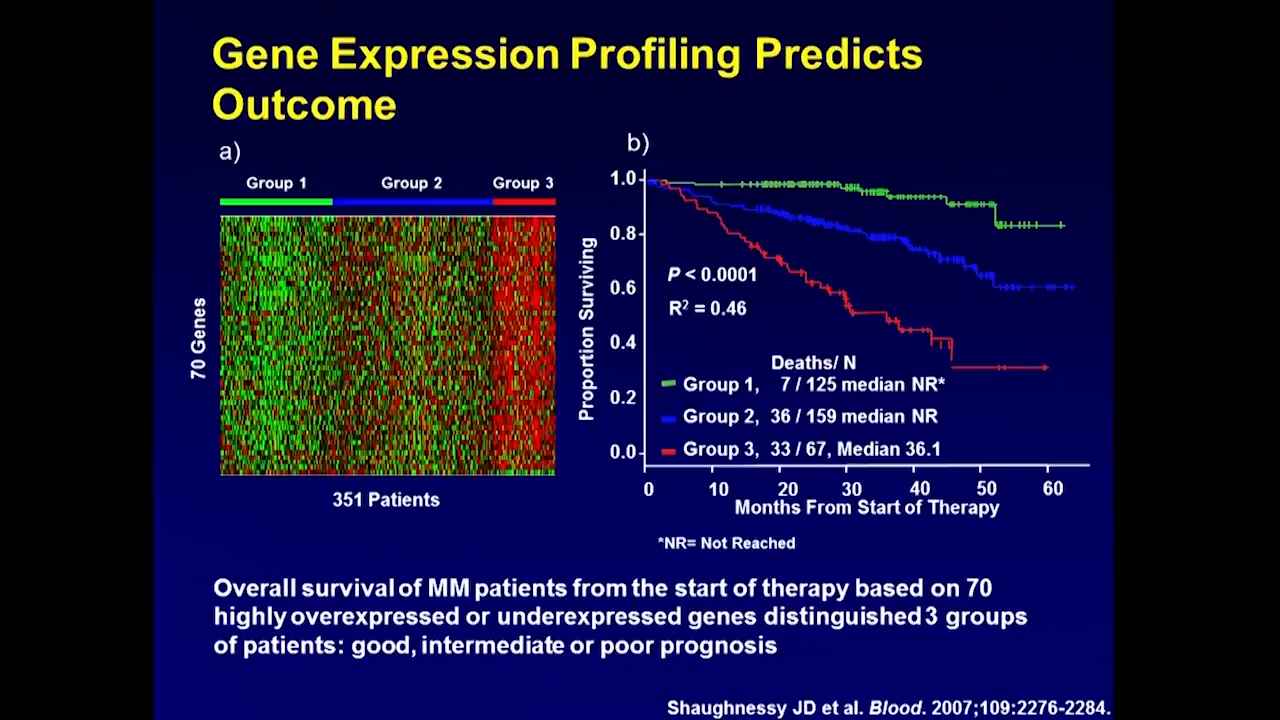 Gene Expression Profiling Predicts
Outcome
a)
Group 1 Group 2 Group 3
70 Genes
351 Patients
b)
1.0
0.8
0.6
0.4
0.2
0.0
Proportion Surviving
P < 0.0001
R² = 0.46
Deaths/ N
Group 1, 7 / 125 median NR*
Group 2, 36 / 159 median NR
Group 3, 33 / 67, Median 36.1
0 10 20 30 40 50 60
Months From Start of Therapy
*NR= Not Reached
Overall survival of MM patients from the start of therapy based on 70
highly overexpressed or underexpressed genes distinguished 3 groups
of patients: good, intermediate or poor prognosis
Shaughnessy JD et al. Blood. 2007;109:2276-2284.